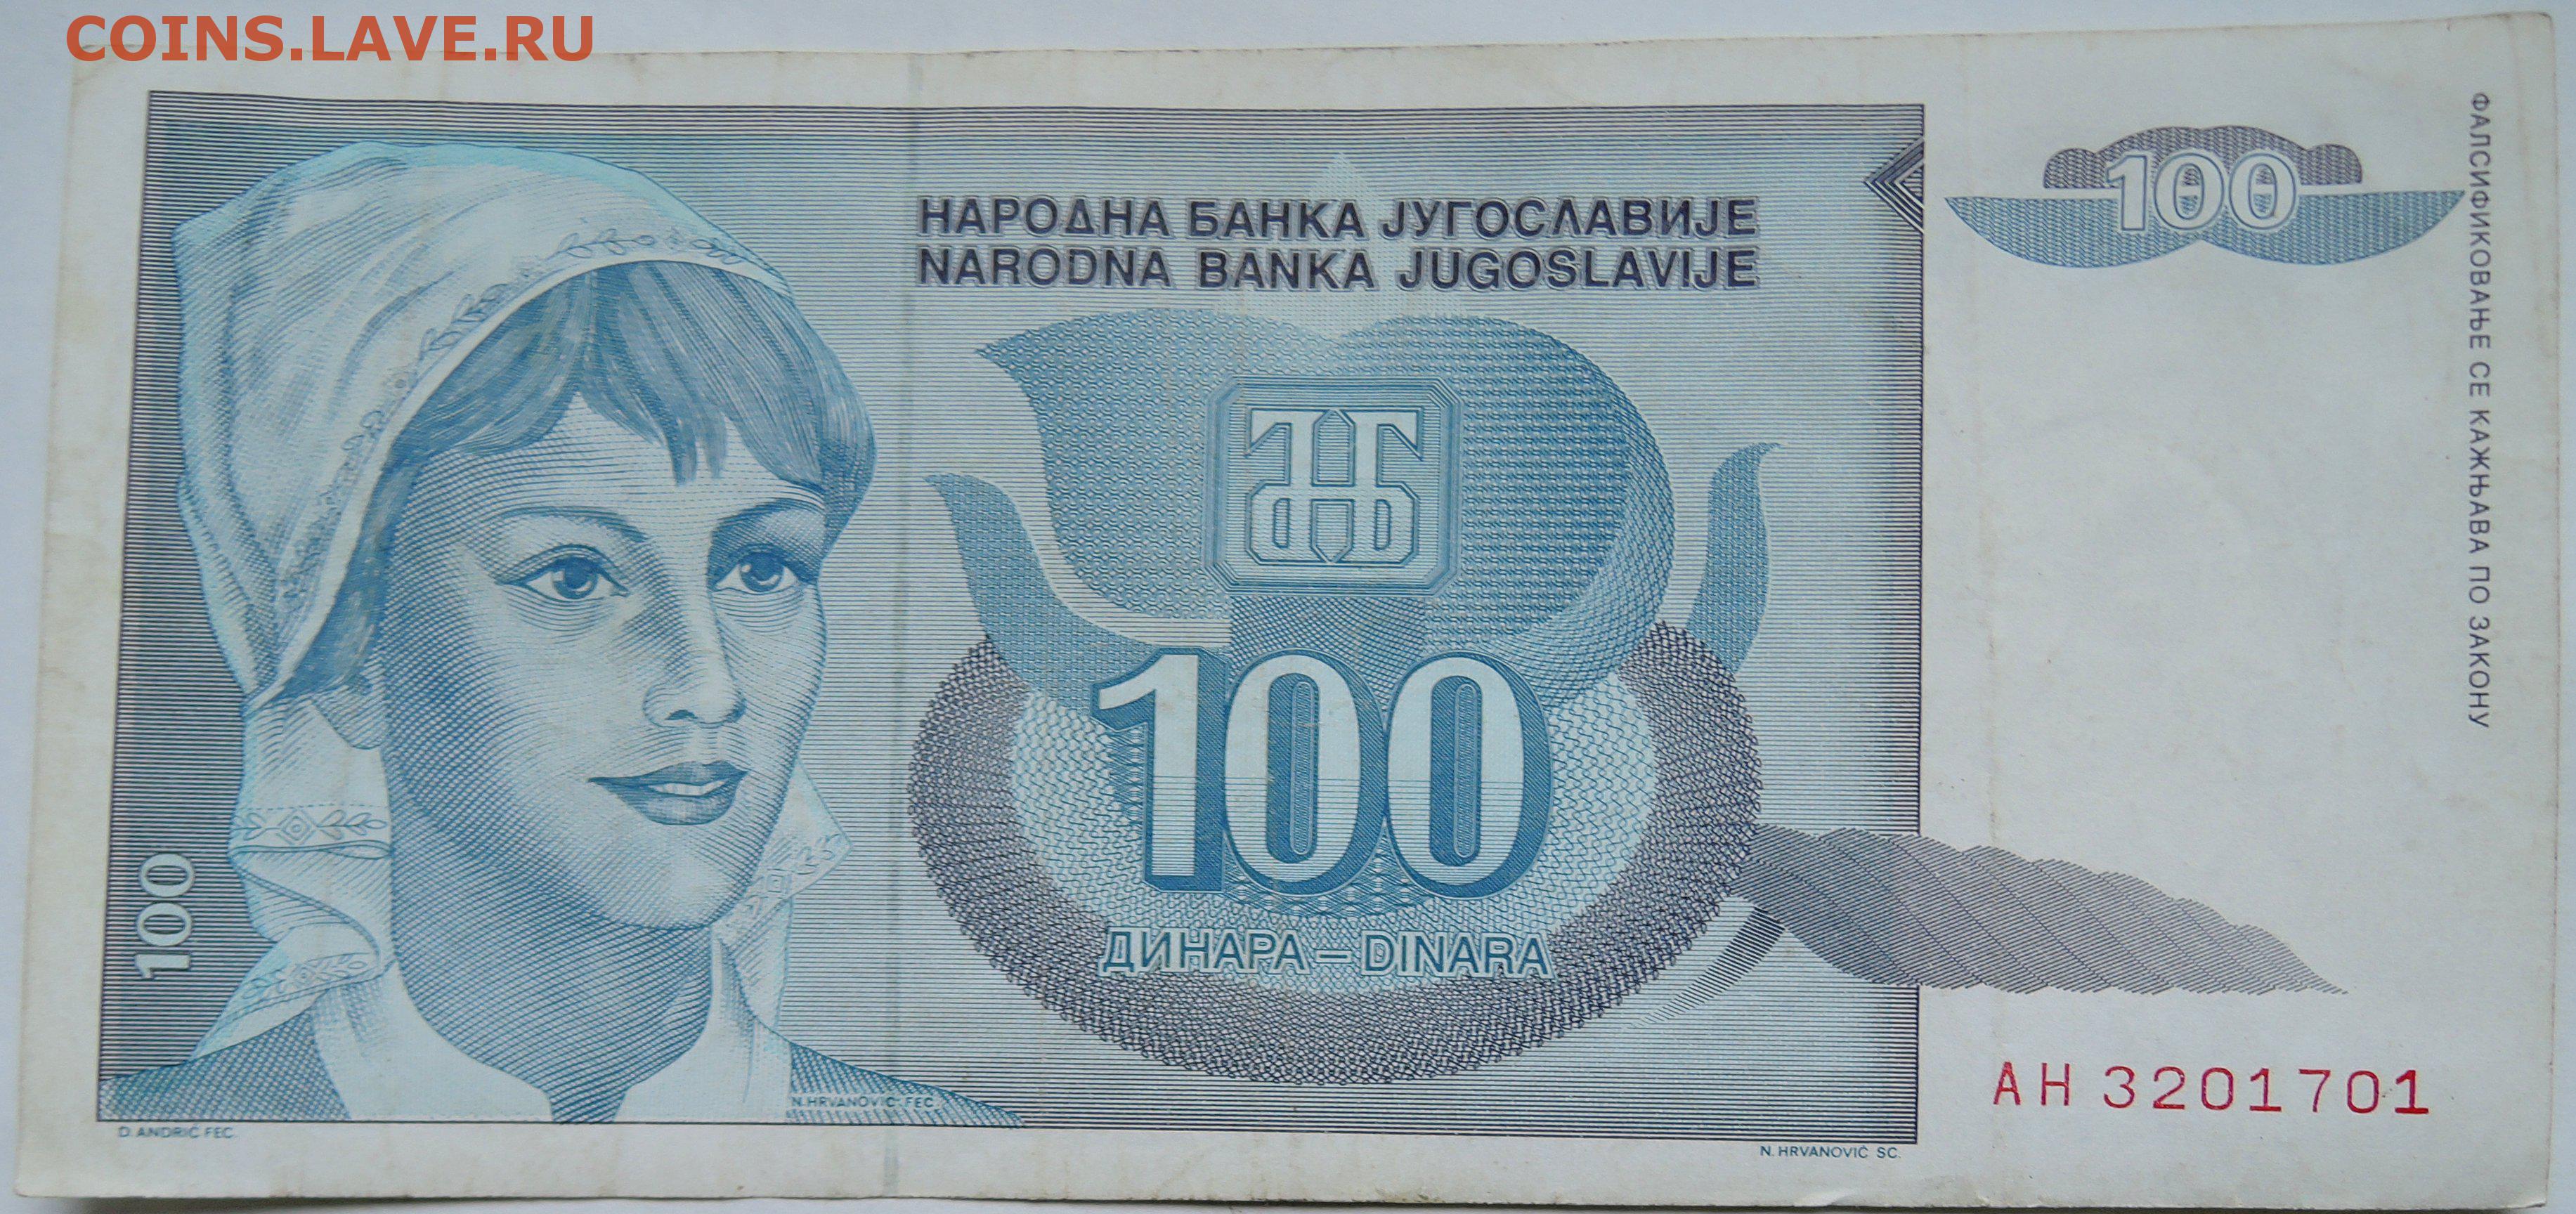 COINS.LAVE.RU
НАРОДНА БАНКА ЈУГОСЛАВИЈЕ
NARODNA BANKA JUGOSLAVIJE
100
ФАЛСИФИКОВАЊЕ СЕ КАЖЊАВА ПО ЗАКОНУ
100
ДИНАРА – DINARA
100
АН 3201701
N. HRVANOVIĆ FEC.
D. ANDRIĆ FEC.
N. HRVANOVIĆ SC.